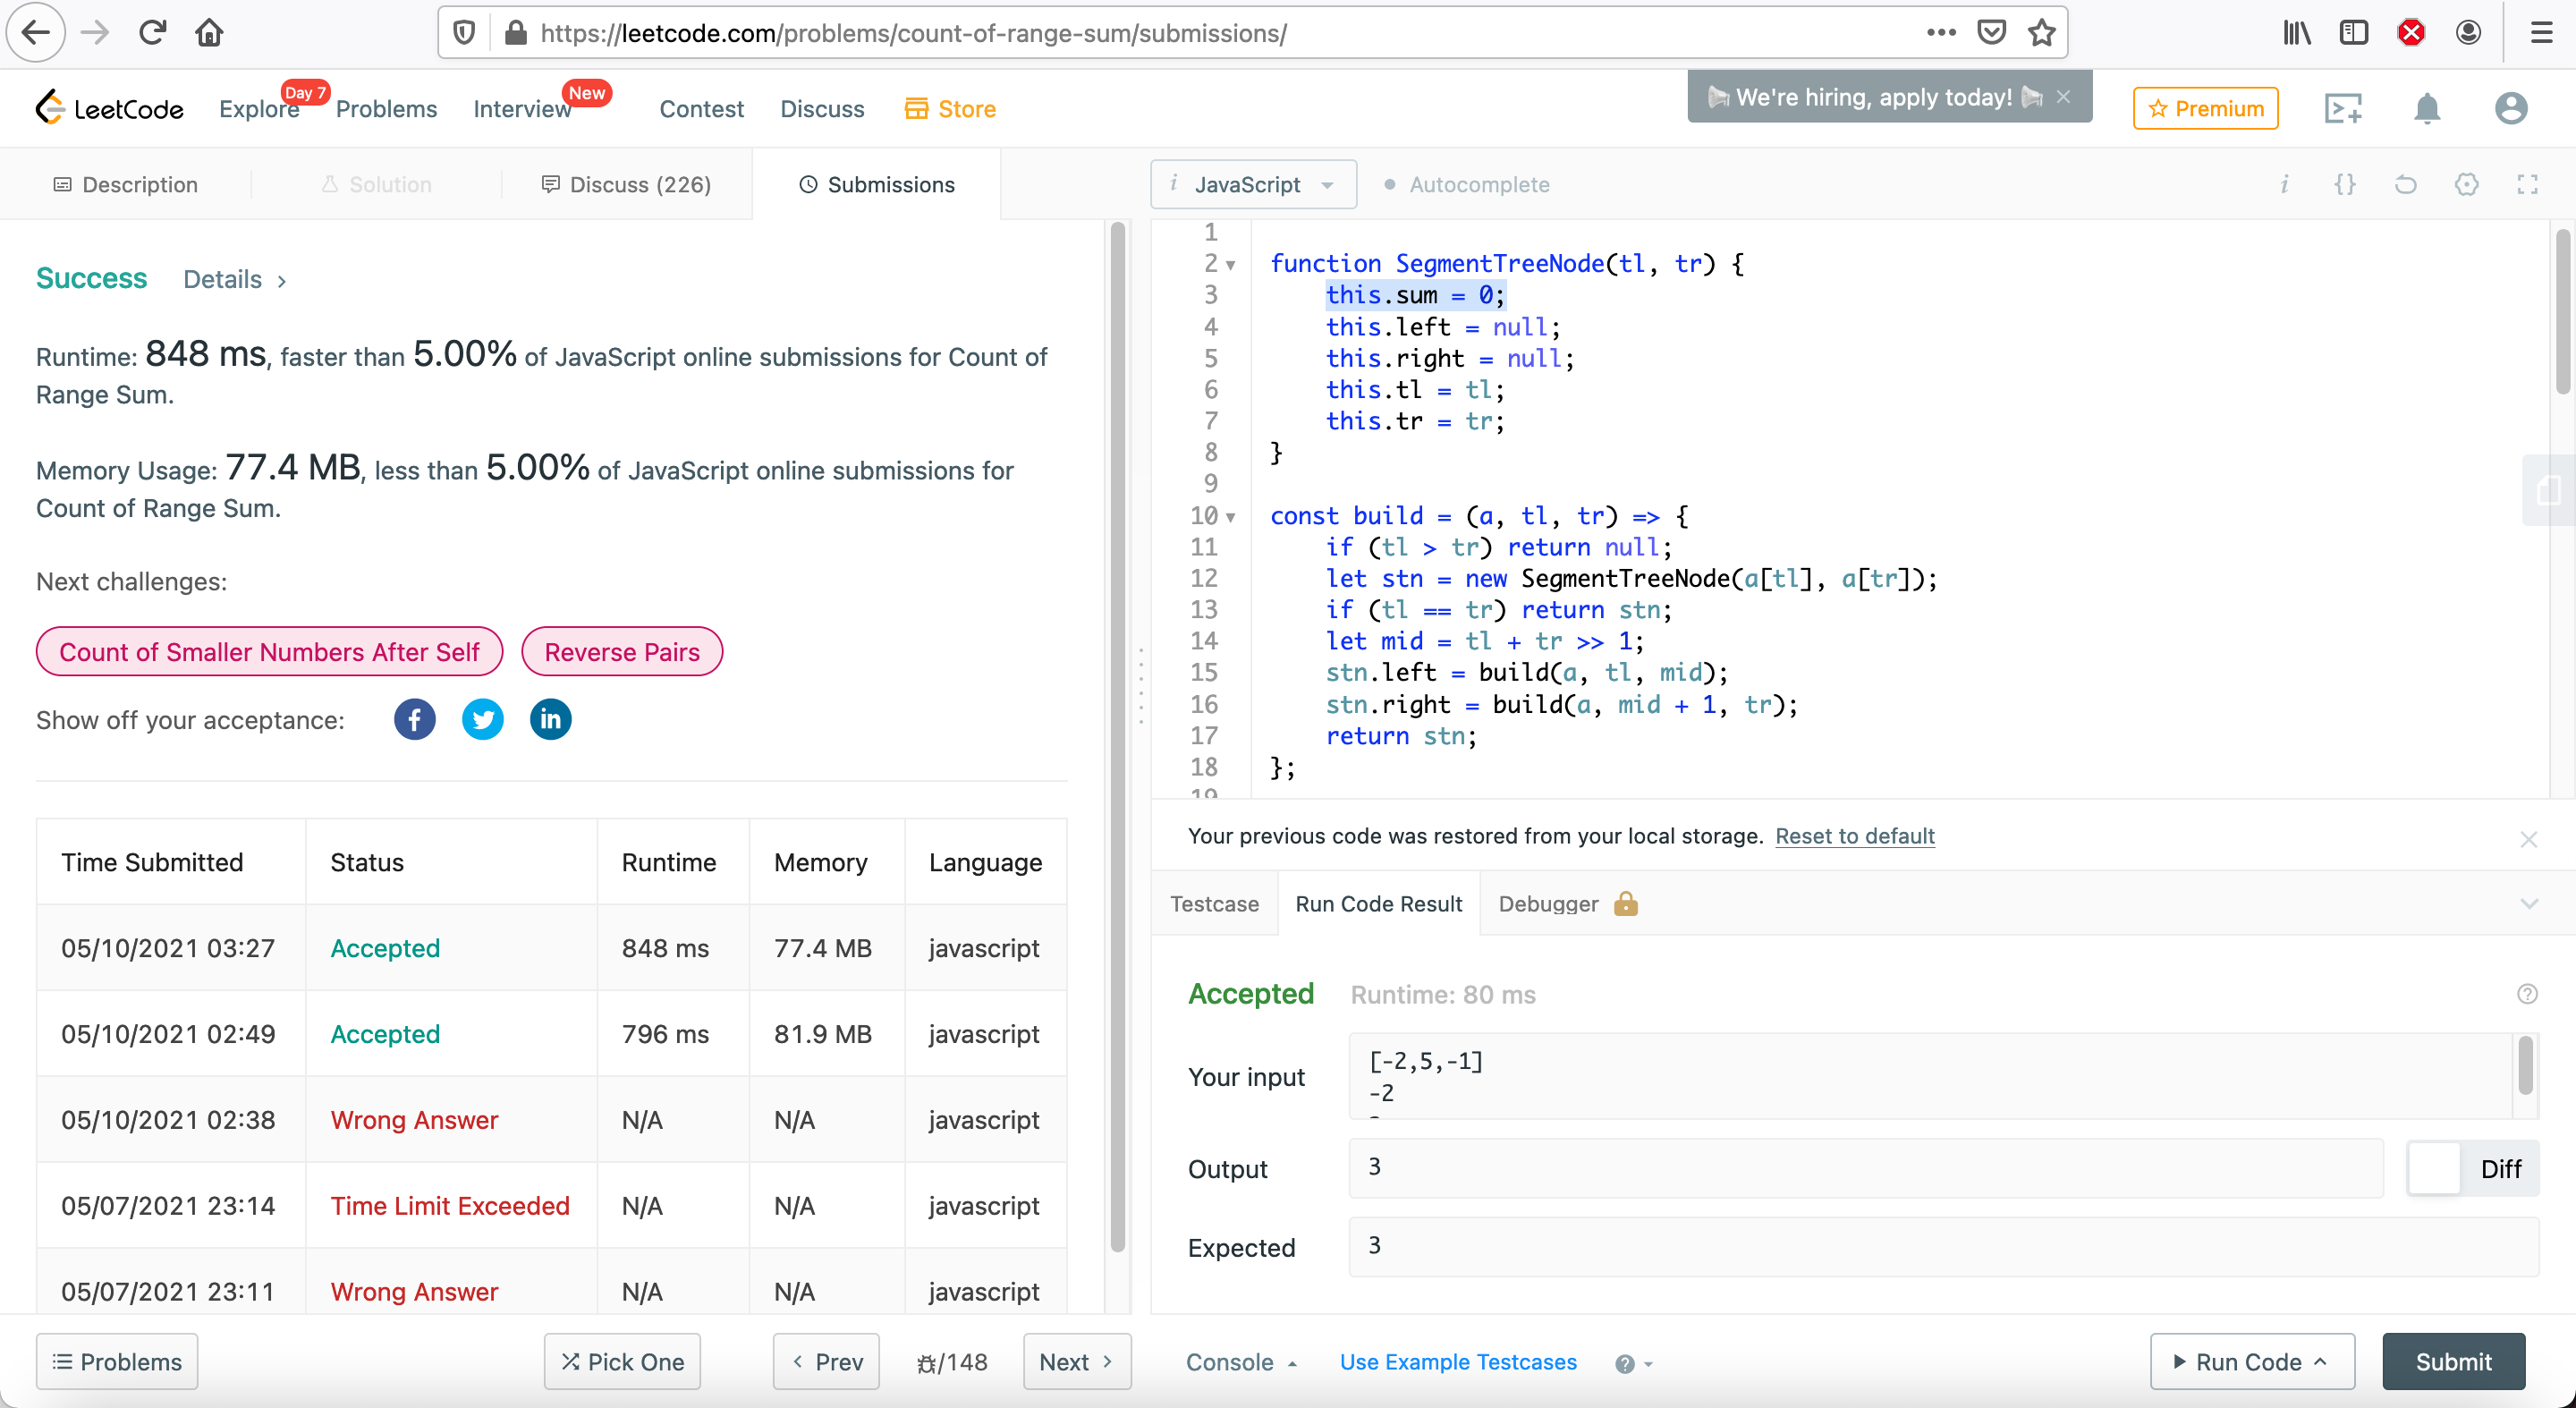 https://leetcode.com/problems/count-of-range-sum/submissions/
LeetCode
Explore
Day 7
Problems
Interview
New
Contest
Discuss
Store
We're hiring, apply today!
Premium
Description
Solution
Discuss (226)
Submissions
Success
Details
Runtime: 848 ms, faster than 5.00% of JavaScript online submissions for Count of
Range Sum.
Memory Usage: 77.4 MB, less than 5.00% of JavaScript online submissions for
Count of Range Sum.
Next challenges:
Count of Smaller Numbers After Self
Reverse Pairs
Show off your acceptance:
Time Submitted Status Runtime Memory Language
05/10/2021 03:27 Accepted 848 ms 77.4 MB javascript
05/10/2021 02:49 Accepted 796 ms 81.9 MB javascript
05/10/2021 02:38 Wrong Answer N/A N/A javascript
05/07/2021 23:14 Time Limit Exceeded N/A N/A javascript
05/07/2021 23:11 Wrong Answer N/A N/A javascript
Problems
Pick One
Prev
/148
Next
i JavaScript
Autocomplete
i {}
1
2 function SegmentTreeNode(tl, tr) {
3 this.sum = 0;
4 this.left = null;
5 this.right = null;
6 this.tl = tl;
7 this.tr = tr;
8 }
9
10 const build = (a, tl, tr) => {
11 if (tl > tr) return null;
12 let stn = new SegmentTreeNode(a[tl], a[tr]);
13 if (tl == tr) return stn;
14 let mid = tl + tr >> 1;
15 stn.left = build(a, tl, mid);
16 stn.right = build(a, mid + 1, tr);
17 return stn;
18 };
19
Your previous code was restored from your local storage. Reset to default
Testcase
Run Code Result
Debugger
Accepted Runtime: 80 ms
Your input
[-2,5,-1]
-2
Output
3
Diff
Expected
3
Console
Use Example Testcases
Run Code
Submit